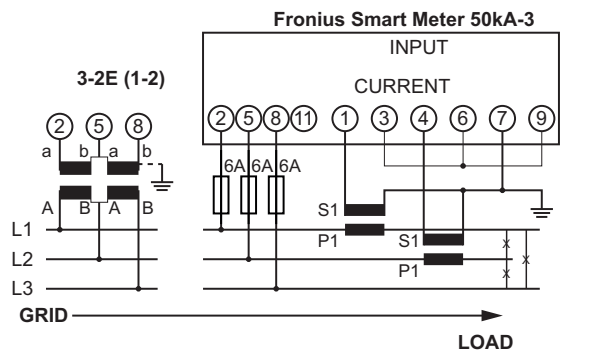 Fronius Smart Meter 50kA-3
INPUT
CURRENT
3-2E (1-2)
2 5 8
a b a b
A B A B
2 5 8 11 1 3 4 6 7 9
6A 6A 6A
S1
P1
S1
P1
L1
L2
L3
x
x
x
GRID
LOAD